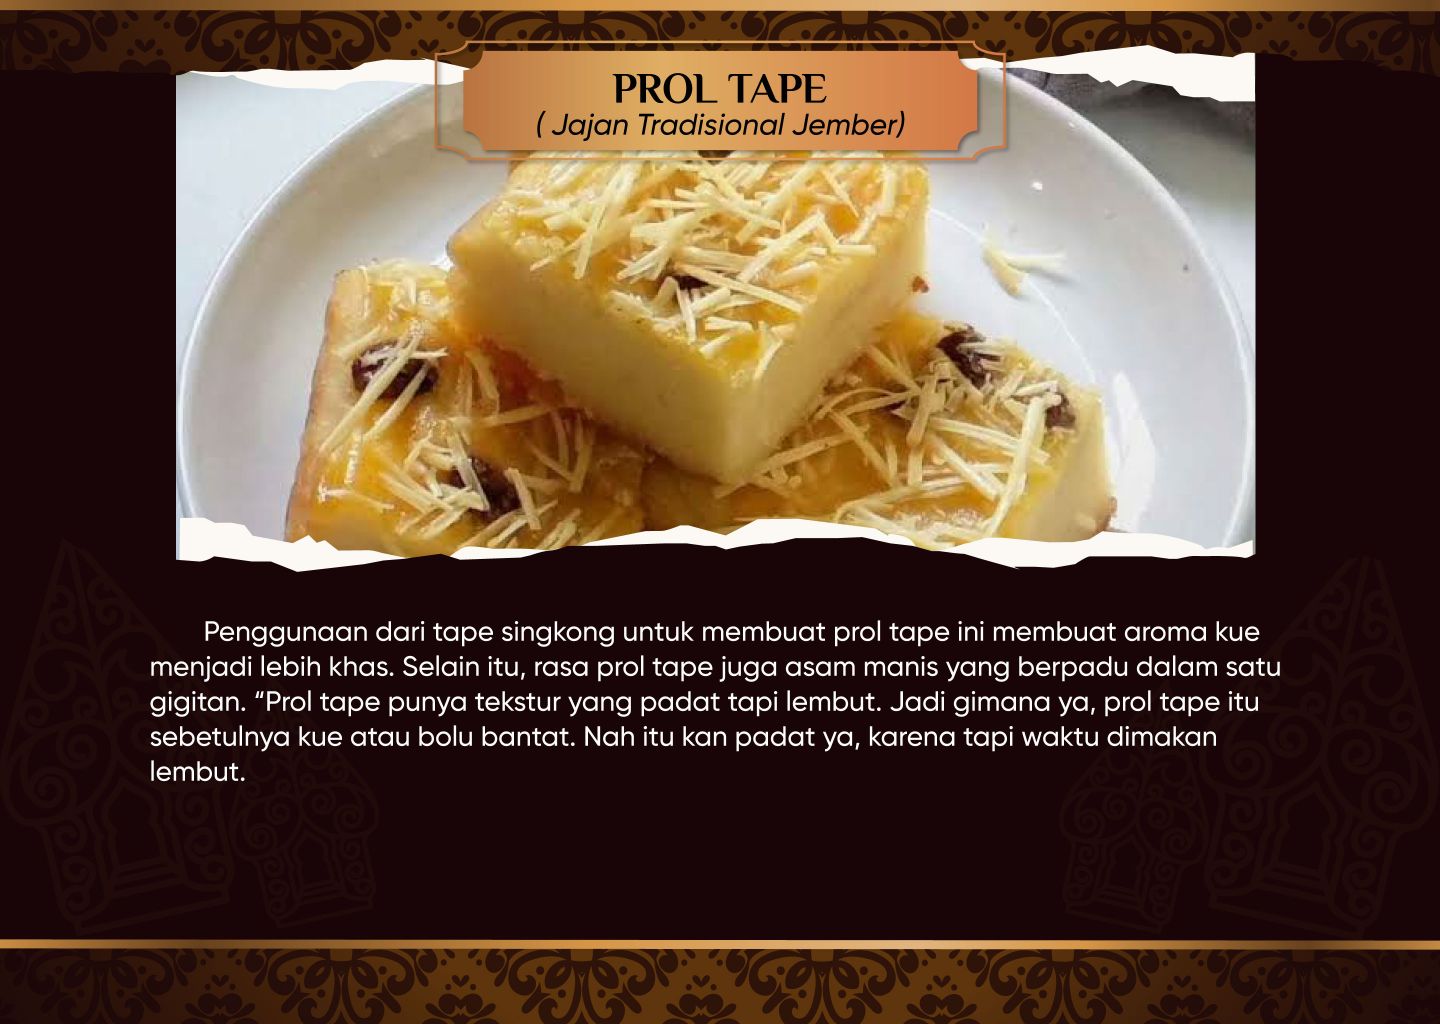 PROL TAPE
( Jajan Tradisional Jember)
Penggunaan dari tape singkong untuk membuat prol tape ini membuat aroma kue
menjadi lebih khas. Selain itu, rasa prol tape juga asam manis yang berpadu dalam satu
gigitan. “Prol tape punya tekstur yang padat tapi lembut. Jadi gimana ya, prol tape itu
sebetulnya kue atau bolu bantat. Nah itu kan padat ya, karena tapi waktu dimakan
lembut.